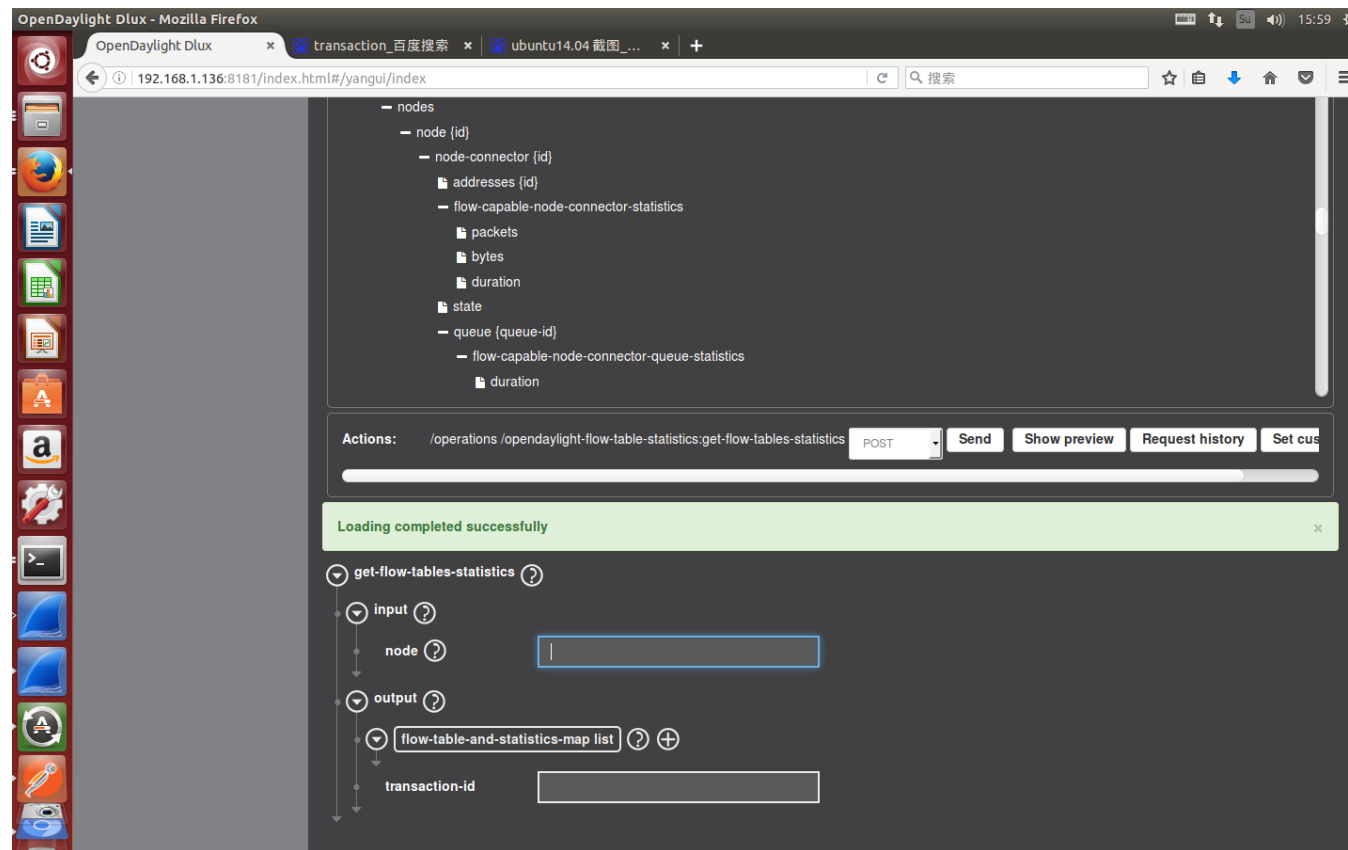 OpenDaylight Dlux - Mozilla Firefox
Su
15:59
OpenDaylight Dlux × transaction_百度搜索 × ubuntu14.04 截图_... × +
192.168.1.136:8181/index.html#/yangui/index
搜索
nodes
node {id}
node-connector {id}
addresses {id}
flow-capable-node-connector-statistics
packets
bytes
duration
state
queue {queue-id}
flow-capable-node-connector-queue-statistics
duration
Actions: /operations /opendaylight-flow-table-statistics:get-flow-tables-statistics POST Send Show preview Request history Set cus
Loading completed successfully ×
get-flow-tables-statistics ?
input ?
node ?
output ?
flow-table-and-statistics-map list ? +
transaction-id